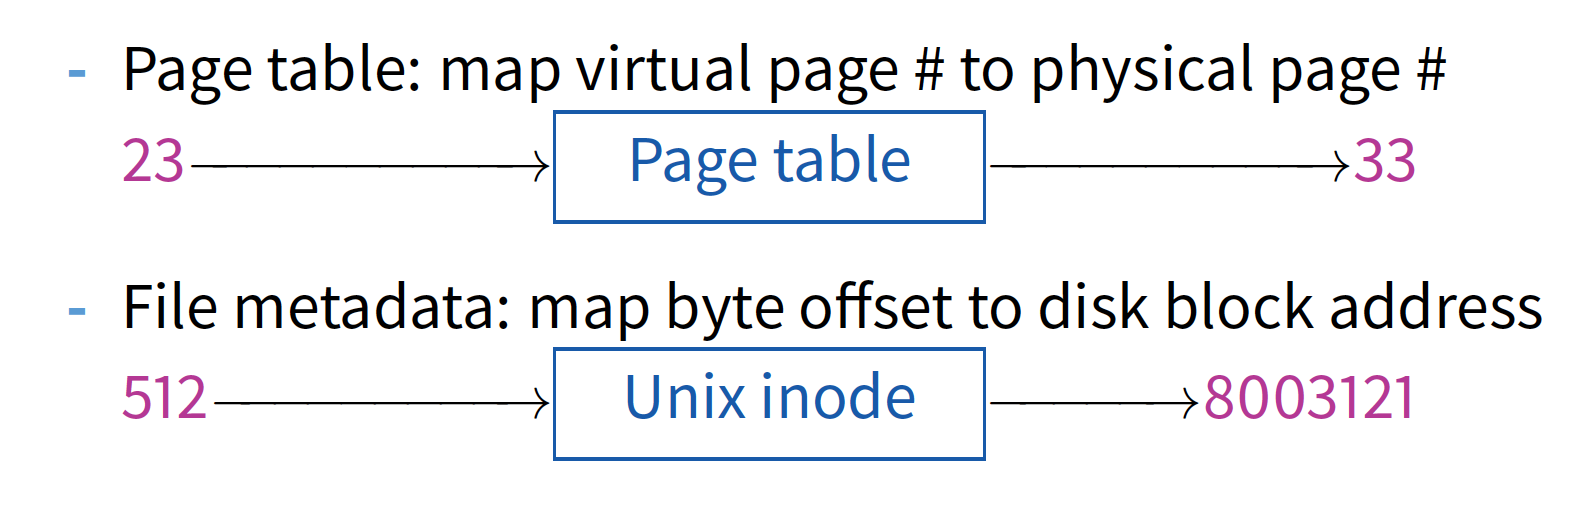 - Page table: map virtual page # to physical page #
23 Page table 33
- File metadata: map byte offset to disk block address
512 Unix inode 8003121